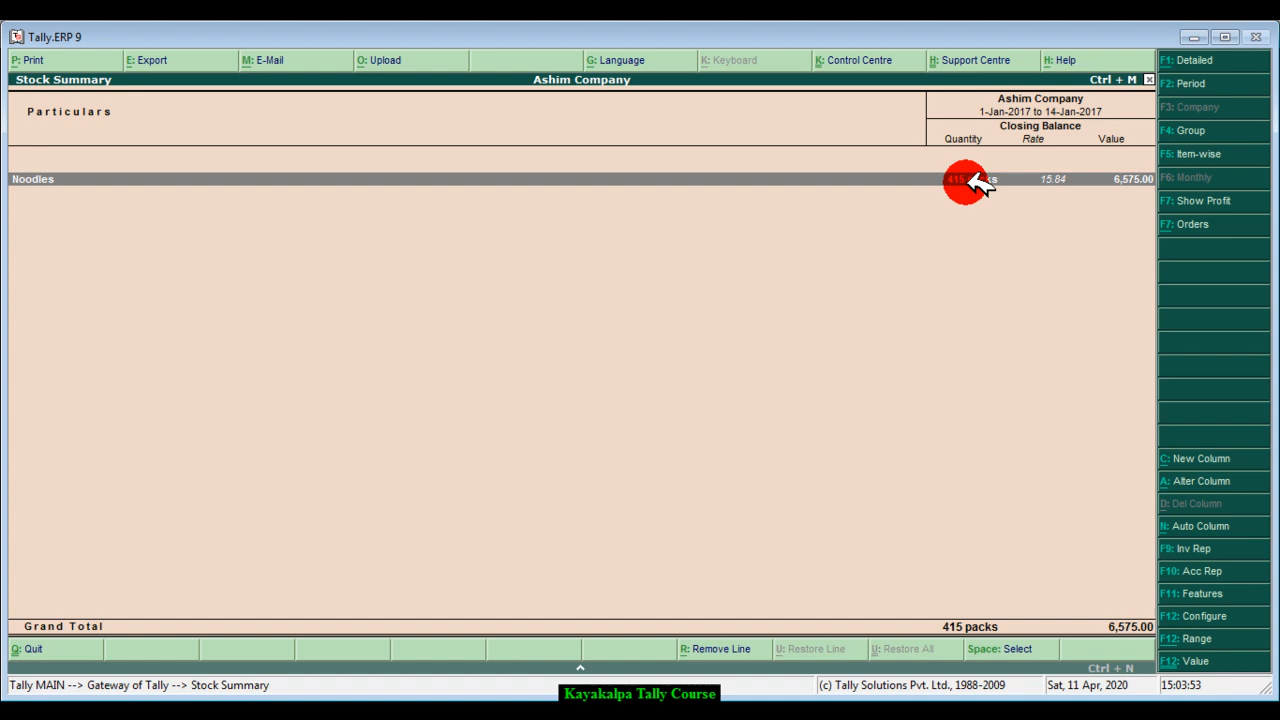 Tally.ERP 9
P: Print E: Export M: E-Mail O: Upload G: Language K: Keyboard K: Control Centre H: Support Centre H: Help
Stock Summary Ashim Company Ctrl + M
Particulars
Ashim Company
1-Jan-2017 to 14-Jan-2017
Closing Balance
Quantity Rate Value
Noodles 415 packs 15.84 6,575.00
Grand Total 415 packs 6,575.00
Q: Quit R: Remove Line U: Restore Line U: Restore All Space: Select
Ctrl + N
Tally MAIN --> Gateway of Tally --> Stock Summary (c) Tally Solutions Pvt. Ltd., 1988-2009 Sat, 11 Apr, 2020 15:03:53
Kayakalpa Tally Course
F1: Detailed
F2: Period
F3: Company
F4: Group
F5: Item-wise
F6: Monthly
F7: Show Profit
F7: Orders
C: New Column
A: Alter Column
D: Del Column
N: Auto Column
F9: Inv Rep
F10: Acc Rep
F11: Features
F12: Configure
F12: Range
F12: Value